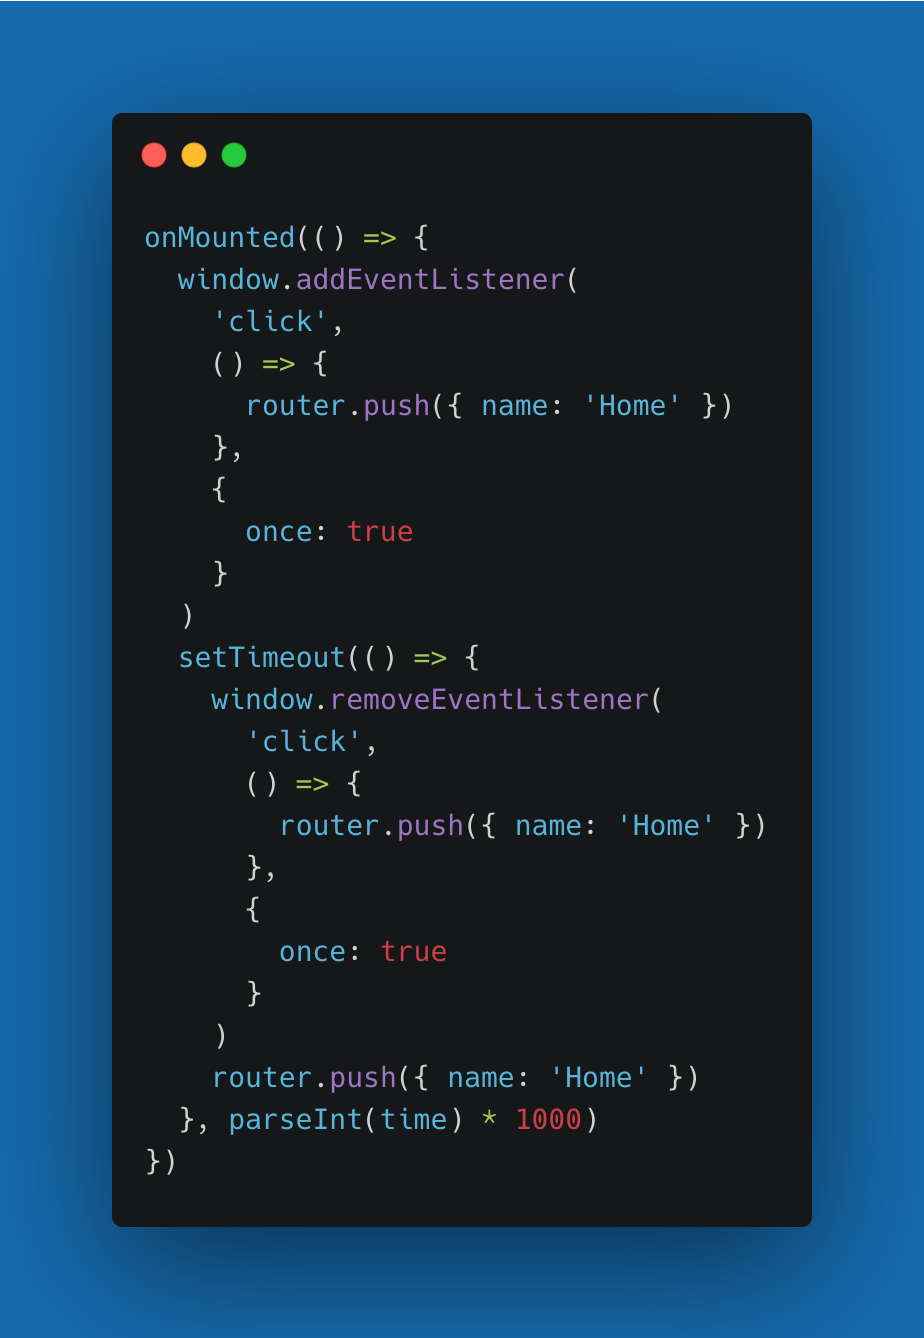 onMounted(() => {
  window.addEventListener(
    'click',
    () => {
      router.push({ name: 'Home' })
    },
    {
      once: true
    }
  )
  setTimeout(() => {
    window.removeEventListener(
      'click',
      () => {
        router.push({ name: 'Home' })
      },
      {
        once: true
      }
    )
    router.push({ name: 'Home' })
  }, parseInt(time) * 1000)
})